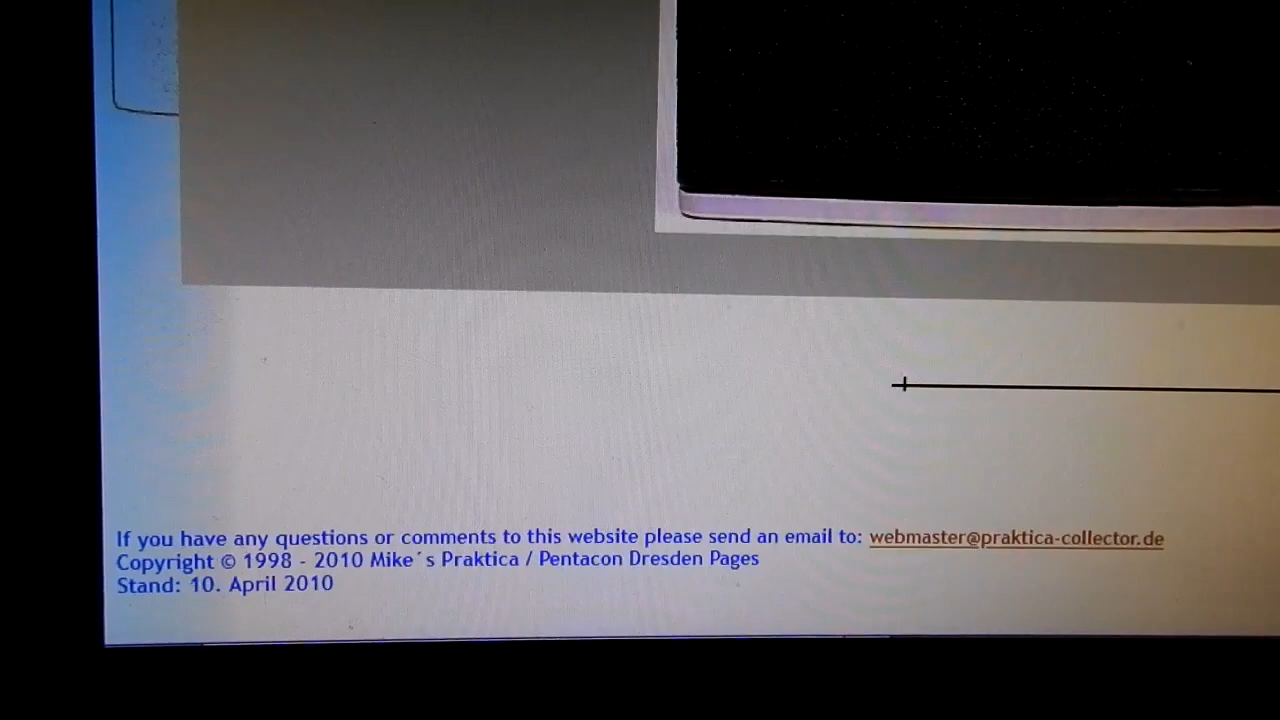 If you have any questions or comments to this website please send an email to: webmaster@praktica-collector.de
Copyright © 1998 - 2010 Mike´s Praktica / Pentacon Dresden Pages
Stand: 10. April 2010